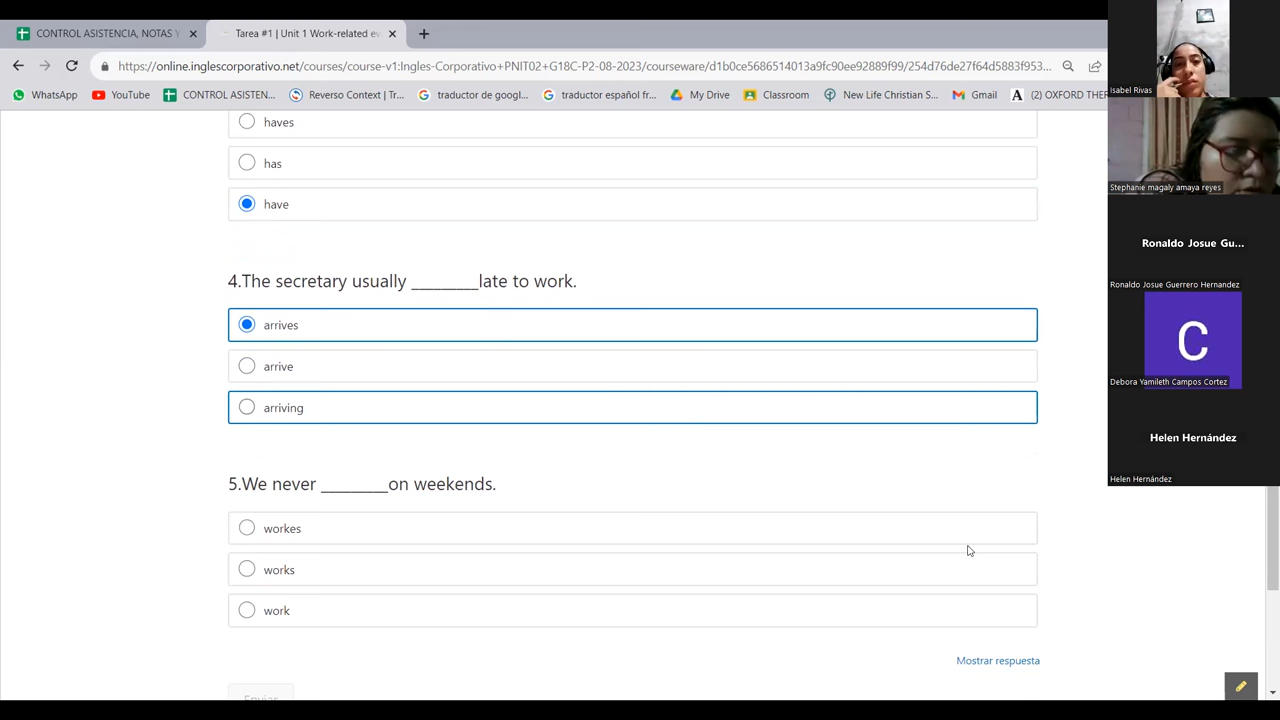 CONTROL ASISTENCIA, NOTAS Y
Tarea #1 | Unit 1 Work-related ev
https://online.inglescorporativo.net/courses/course-v1:Ingles-Corporativo+PNIT02+G18C-P2-08-2023/courseware/d1b0ce5686514013a9fc90ee92889f99/254d76de27f64d5883f953...
WhatsApp
YouTube
CONTROL ASISTEN...
Reverso Context | Tr...
traductor de googl...
traductor español fr...
My Drive
Classroom
New Life Christian S...
Gmail
(2) OXFORD THE
haves
has
have
4.The secretary usually _________late to work.
arrives
arrive
arriving
5.We never _________on weekends.
workes
works
work
Mostrar respuesta
Enviar
Isabel Rivas
Stephanie magaly amaya reyes
Ronaldo Josue Gu...
Ronaldo Josue Guerrero Hernandez
C
Debora Yamileth Campos Cortez
Helen Hernández
Helen Hernández